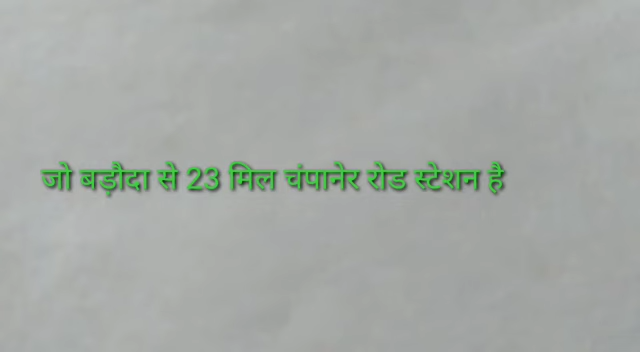 जो बड़ौदा से 23 मिल चंपानेर रोड स्टेशन है